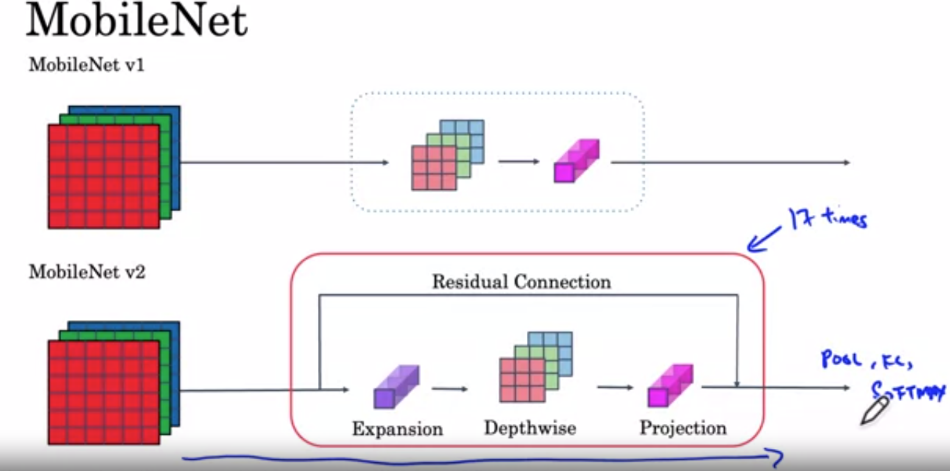 MobileNet
MobileNet v1
17 times
MobileNet v2
Residual Connection
Expansion
Depthwise
Projection
POOL, FC,
SOFTMAX